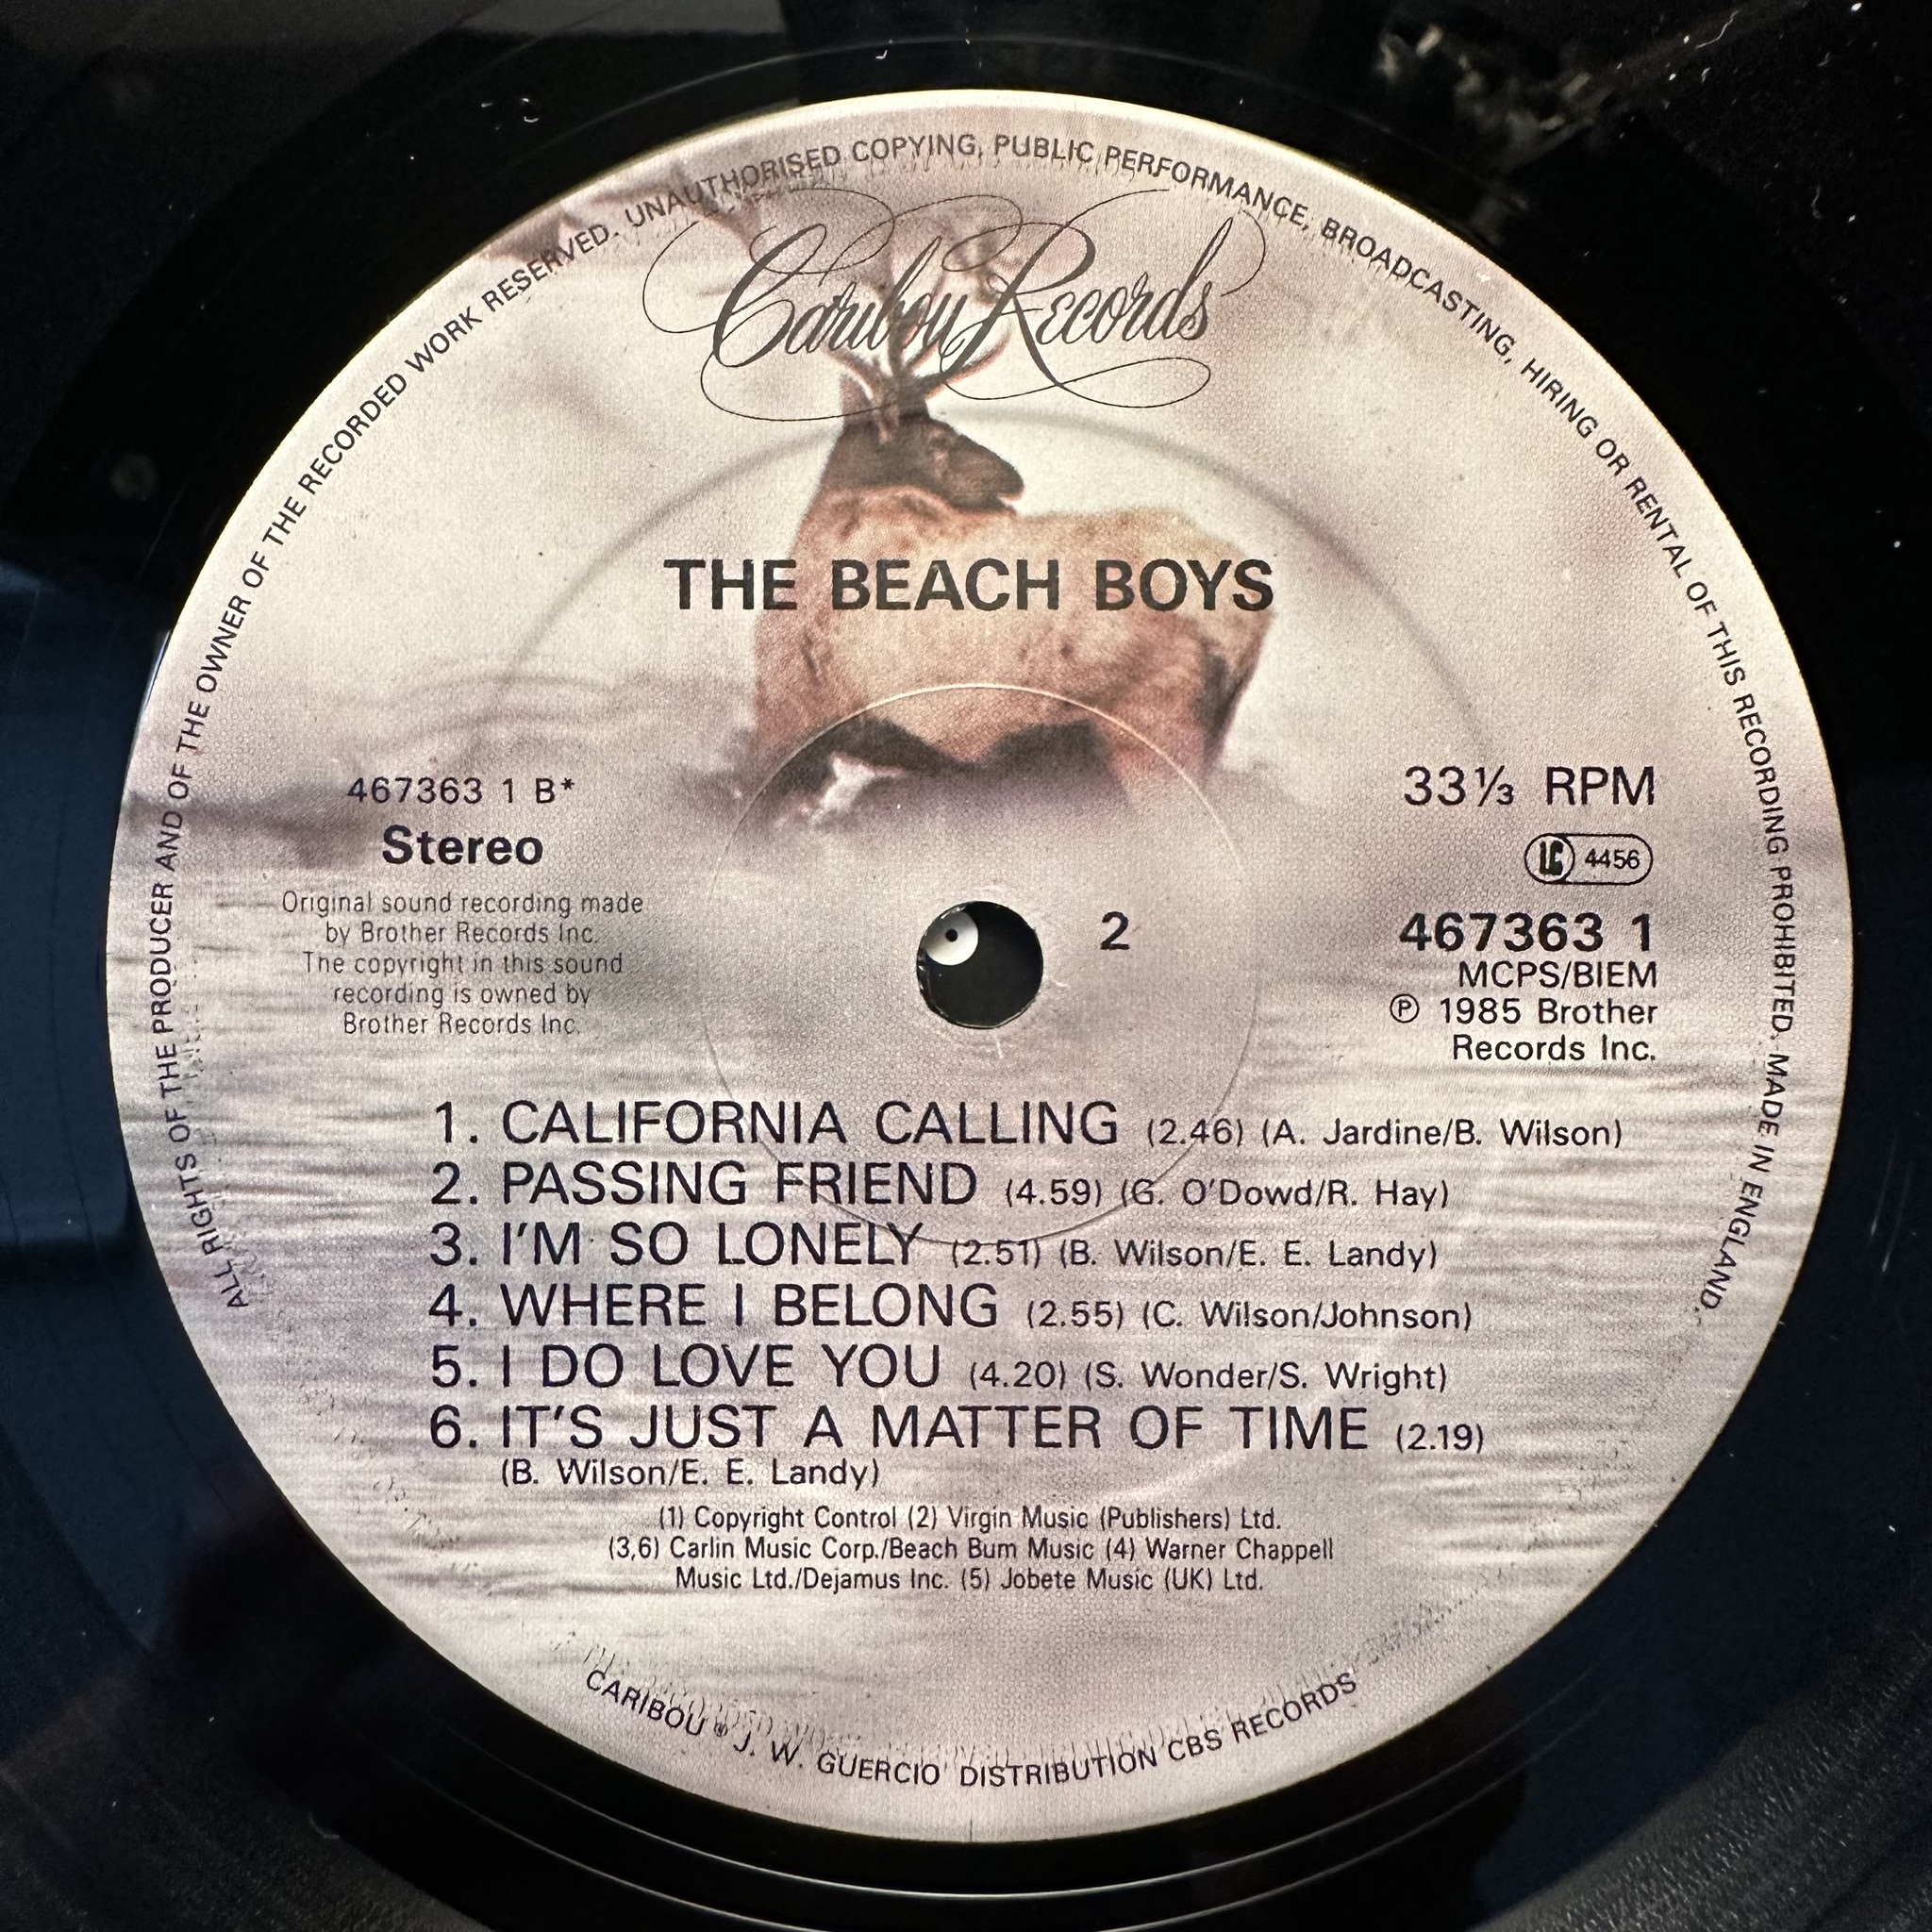 ALL RIGHTS OF THE PRODUCER AND OF THE OWNER OF THE RECORDED WORK RESERVED. UNAUTHORISED COPYING, PUBLIC PERFORMANCE, BROADCASTING, HIRING OR RENTAL OF THIS RECORDING PROHIBITED. MADE IN ENGLAND.
Caribou Records
THE BEACH BOYS
467363 1 B*
Stereo
Original sound recording made
by Brother Records Inc.
The copyright in this sound
recording is owned by
Brother Records Inc.
2
33⅓ RPM
LC 4456
467363 1
MCPS/BIEM
℗ 1985 Brother
Records Inc.
1. CALIFORNIA CALLING (2.46) (A. Jardine/B. Wilson)
2. PASSING FRIEND (4.59) (G. O'Dowd/R. Hay)
3. I'M SO LONELY (2.51) (B. Wilson/E. E. Landy)
4. WHERE I BELONG (2.55) (C. Wilson/Johnson)
5. I DO LOVE YOU (4.20) (S. Wonder/S. Wright)
6. IT'S JUST A MATTER OF TIME (2.19)
(B. Wilson/E. E. Landy)
(1) Copyright Control (2) Virgin Music (Publishers) Ltd.
(3,6) Carlin Music Corp./Beach Bum Music (4) Warner Chappell
Music Ltd./Dejamus Inc. (5) Jobete Music (UK) Ltd.
CARIBOU ® J. W. GUERCIO DISTRIBUTION CBS RECORDS